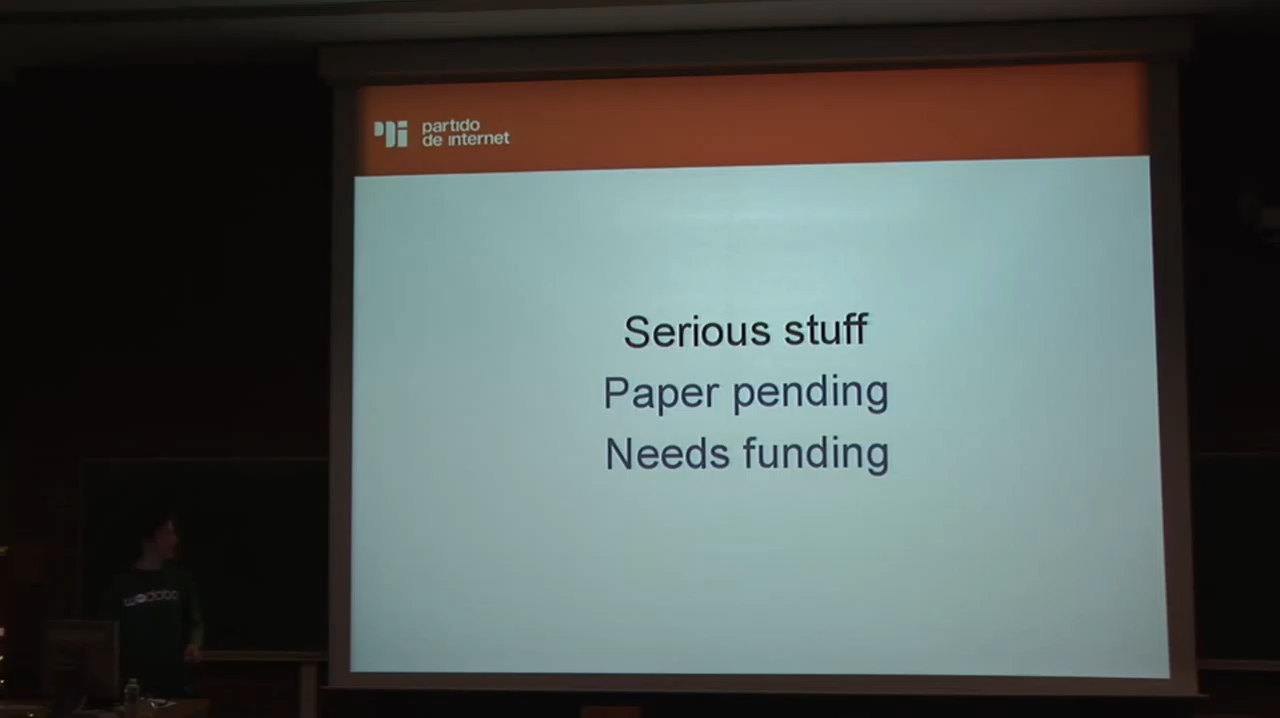 partido
de internet
Serious stuff
Paper pending
Needs funding